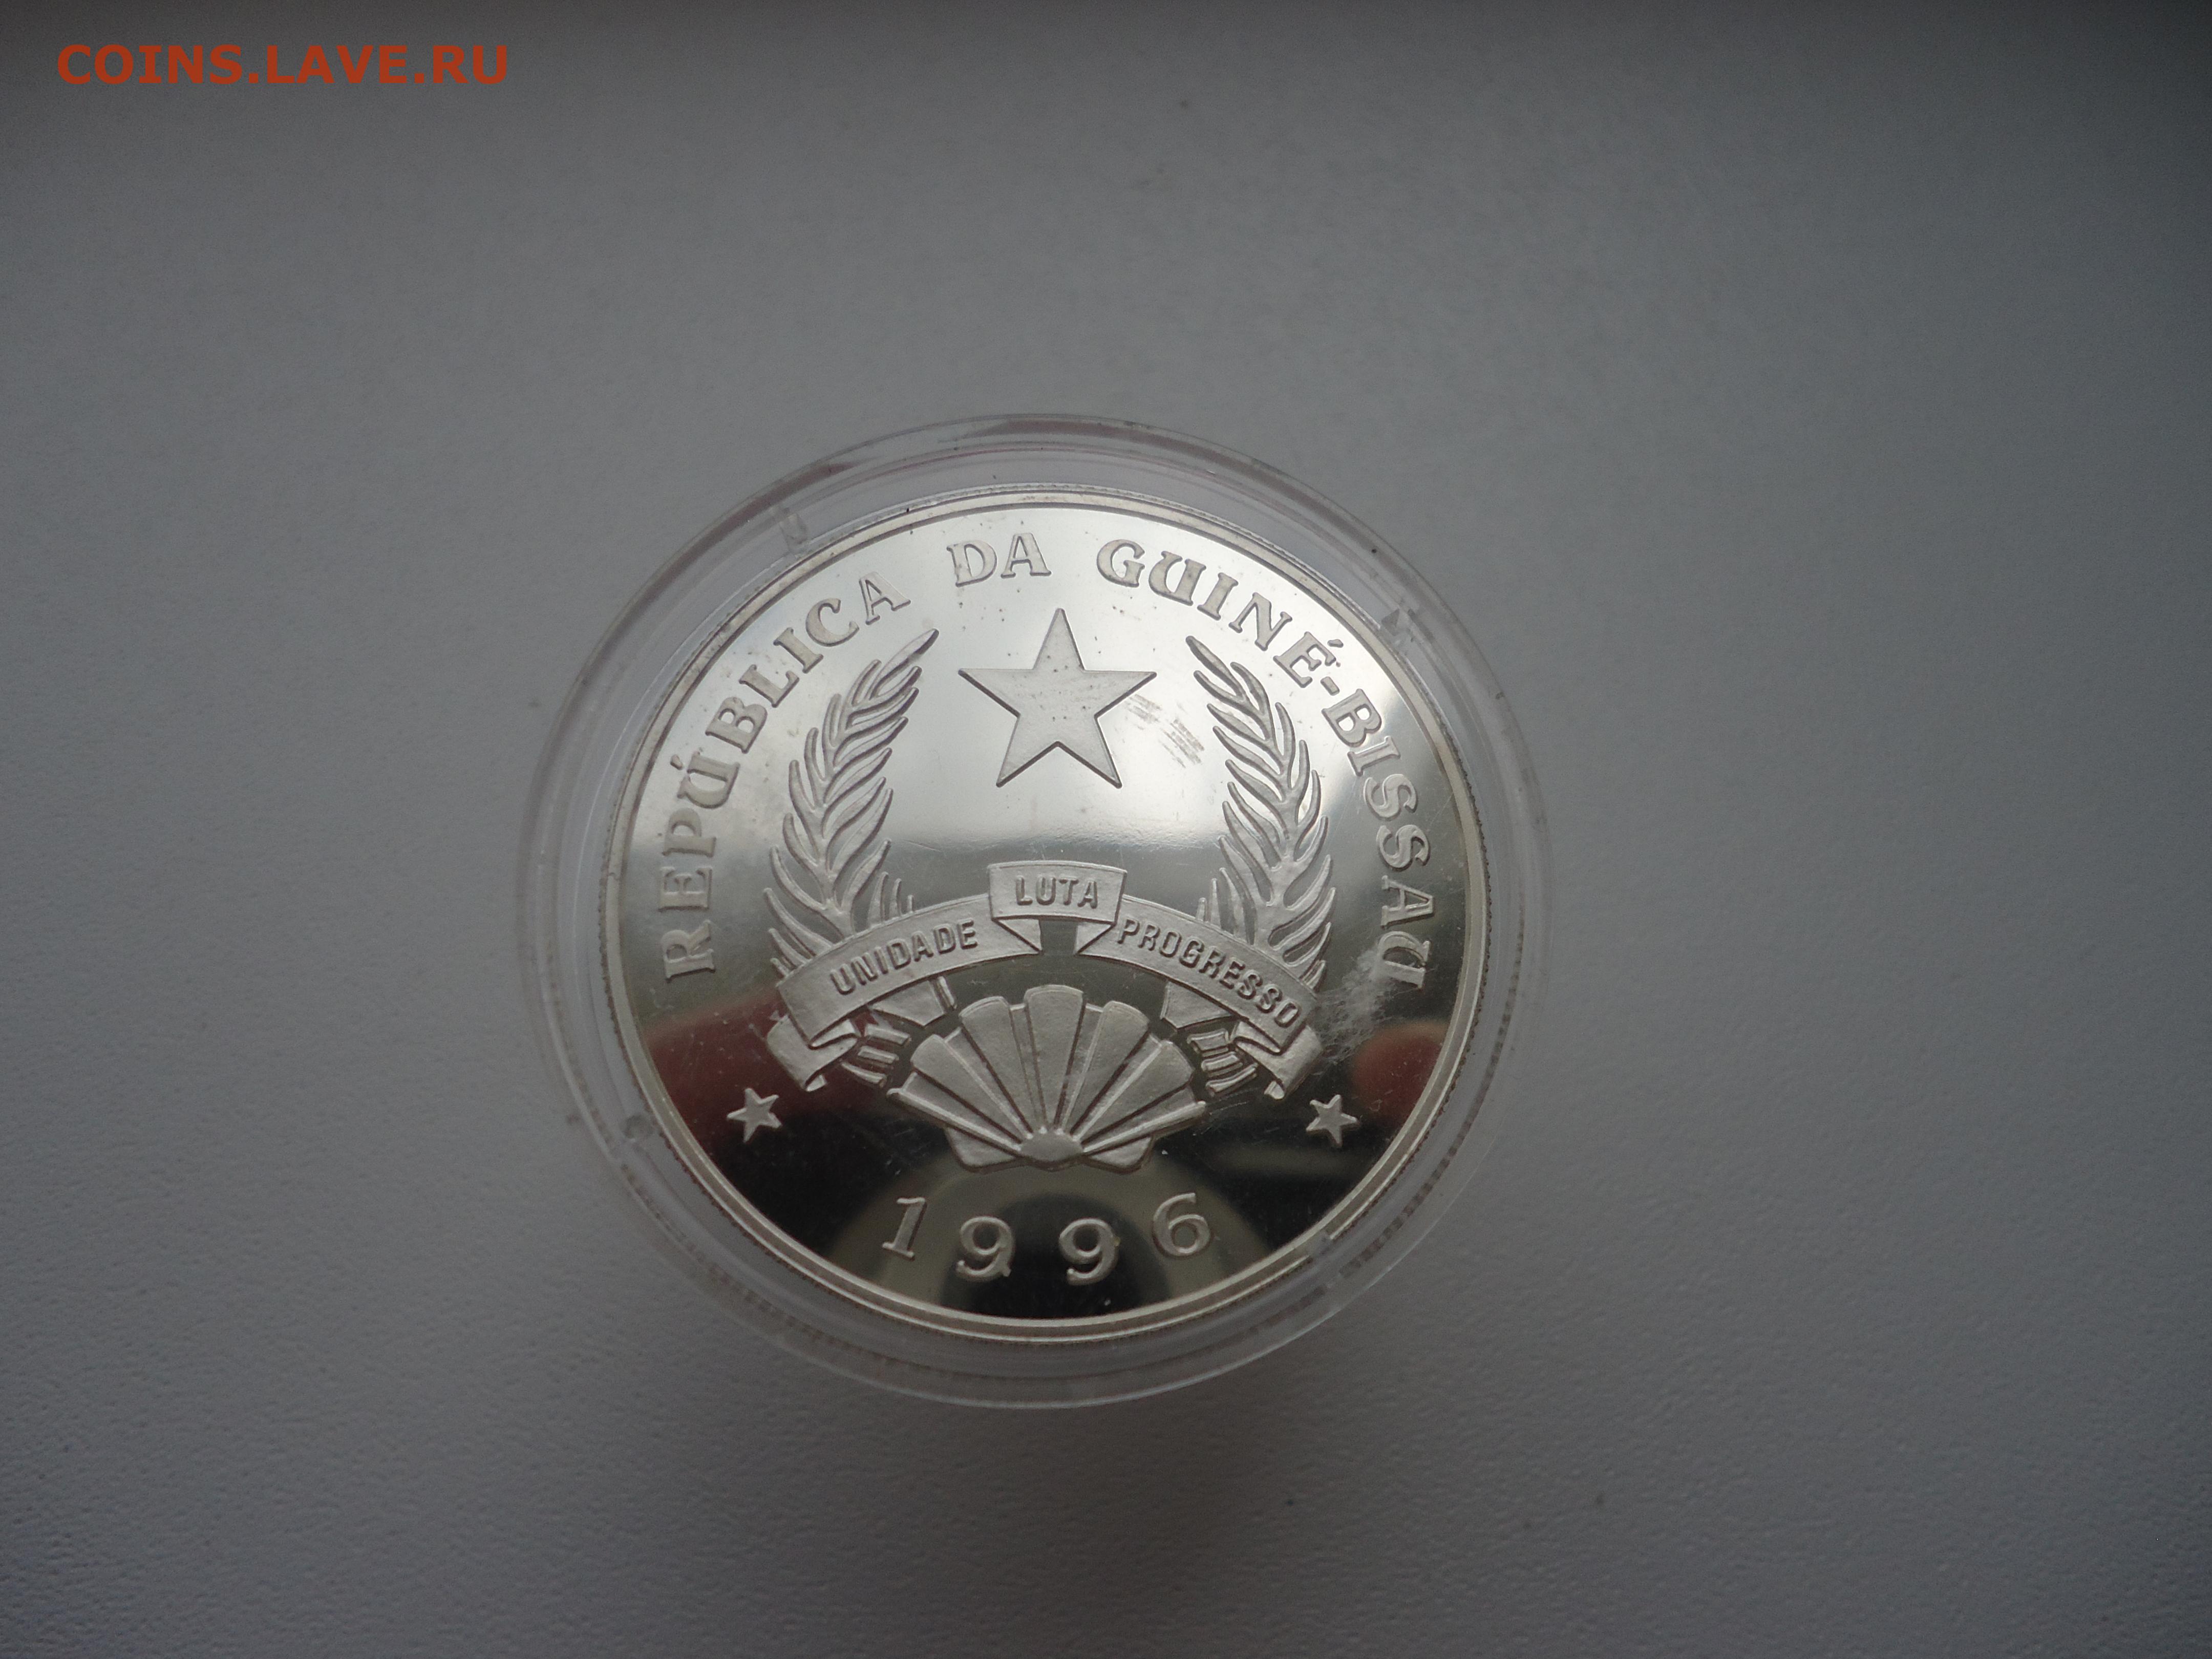 COINS.LAVE.RU
REPÚBLICA DA GUINÉ-BISSAU
LUTA
UNIDADE PROGRESSO
1996